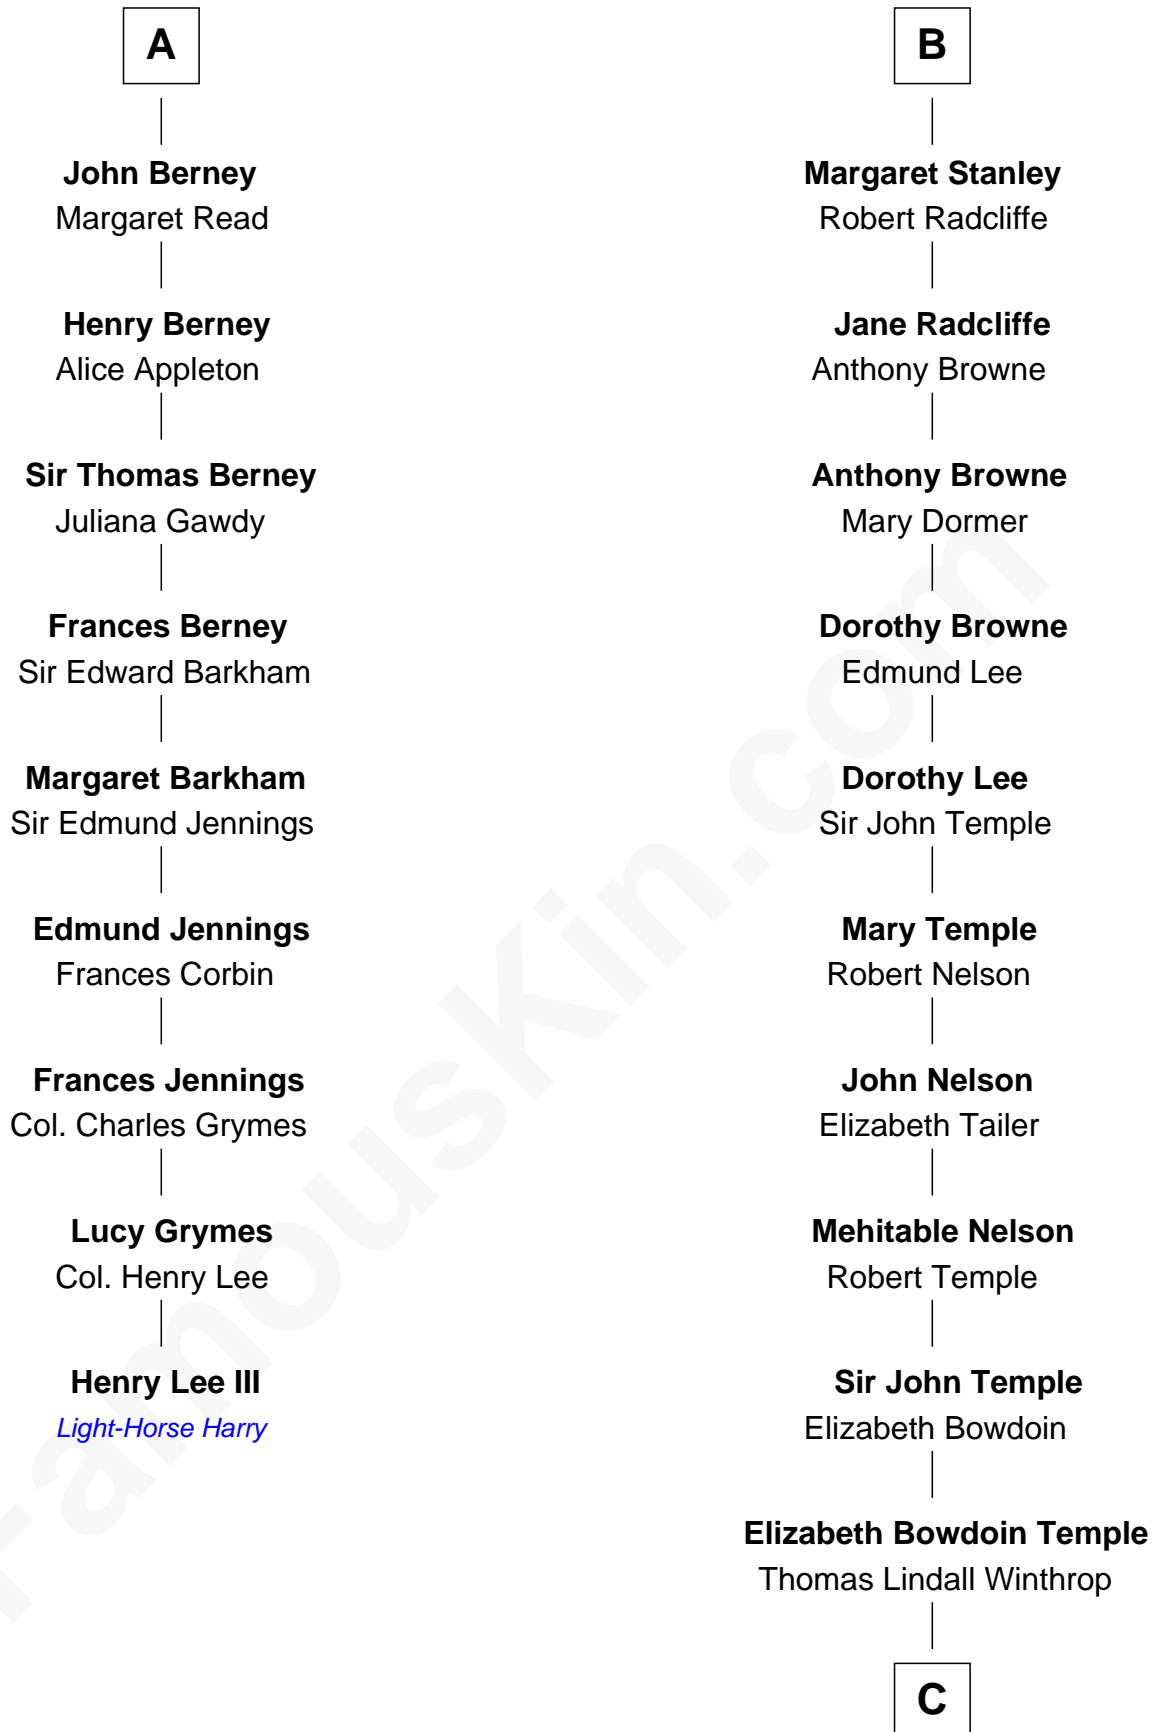 A
John Berney
Margaret Read
Henry Berney
Alice Appleton
Sir Thomas Berney
Juliana Gawdy
Frances Berney
Sir Edward Barkham
Margaret Barkham
Sir Edmund Jennings
Edmund Jennings
Frances Corbin
Frances Jennings
Col. Charles Grymes
Lucy Grymes
Col. Henry Lee
Henry Lee III
Light-Horse Harry
B
Margaret Stanley
Robert Radcliffe
Jane Radcliffe
Anthony Browne
Anthony Browne
Mary Dormer
Dorothy Browne
Edmund Lee
Dorothy Lee
Sir John Temple
Mary Temple
Robert Nelson
John Nelson
Elizabeth Tailer
Mehitable Nelson
Robert Temple
Sir John Temple
Elizabeth Bowdoin
Elizabeth Bowdoin Temple
Thomas Lindall Winthrop
C
FamousKin.com